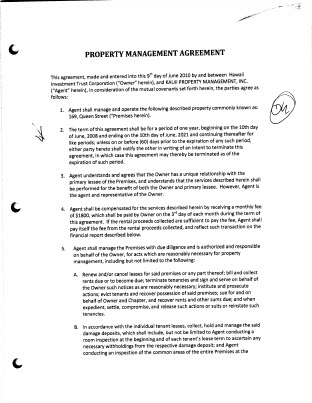 PROPERTY MANAGEMENT AGREEMENT
This agreement, made and entered into this 9th day of June 2010 by and between Hawaii
Investment Trust Corporation ("Owner" herein), and KALII PROPERTY MANAGEMENT, INC.
("Agent" herein), in consideration of the mutual covenants set forth herein, the parties agree as
follows:
1. Agent shall manage and operate the following described property commonly known as:
169, Queen Street ("Premises herein).
2. The term of this agreement shall be for a period of one year, beginning on the 10th day
of June, 2008 and ending on the 10th day of June, 2021 and continuing thereafter for
like periods; unless on or before (60) days prior to the expiration of any such period,
either party hereto shall notify the other in writing of an intent to terminate this
agreement, in which case this agreement may thereby be terminated as of the
expiration of such period.
3. Agent understands and agrees that the Owner has a unique relationship with the
primary lessee of the Premises, and understands that the services described herein shall
be performed for the benefit of both the Owner and primary lessee. However, Agent is
the agent and representative of the Owner.
4. Agent shall be compensated for the services described herein by receiving a monthly fee
of $1800, which shall be paid by Owner on the 3rd day of each month during the term of
this agreement. If the rental proceeds collected are sufficient to pay the fee, Agent shall
pay itself the fee from the rental proceeds collected, and reflect such transaction on the
financial report described below.
5. Agent shall manage the Premises with due diligence and is authorized and responsible
on behalf of the Owner, for acts which are reasonably necessary for property
management, including but not limited to the following:
A. Renew and/or cancel leases for said premises or any part thereof; bill and collect
rents due or to become due; terminate tenancies and sign and serve on behalf of
the Owner such notices as are reasonably necessary; institute and prosecute
actions; evict tenants and recover possession of said premises; sue for and on
behalf of Owner and Chapter, and recover rents and other sums due; and when
expedient, settle, compromise, and release such actions or suits or reinstate such
tenancies.
B. In accordance with the individual tenant leases, collect, hold and manage the said
damage deposits, which shall include, but not be limited to Agent conducting a
room inspection at the beginning and of each tenant's lease term to ascertain any
necessary withholdings from the respective damage deposit; and Agent
conducting an inspection of the common areas of the entire Premises at the